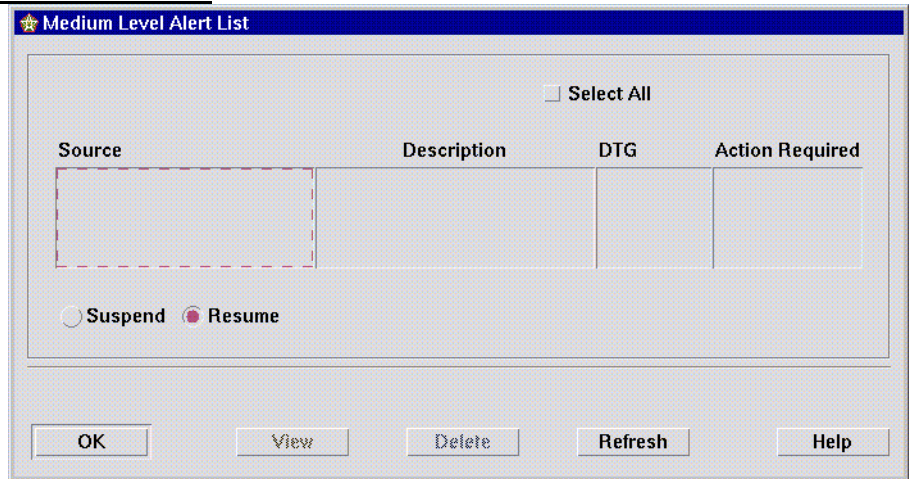 Medium Level Alert List
Select All
Source Description DTG Action Required
Suspend Resume
OK View Delete Refresh Help